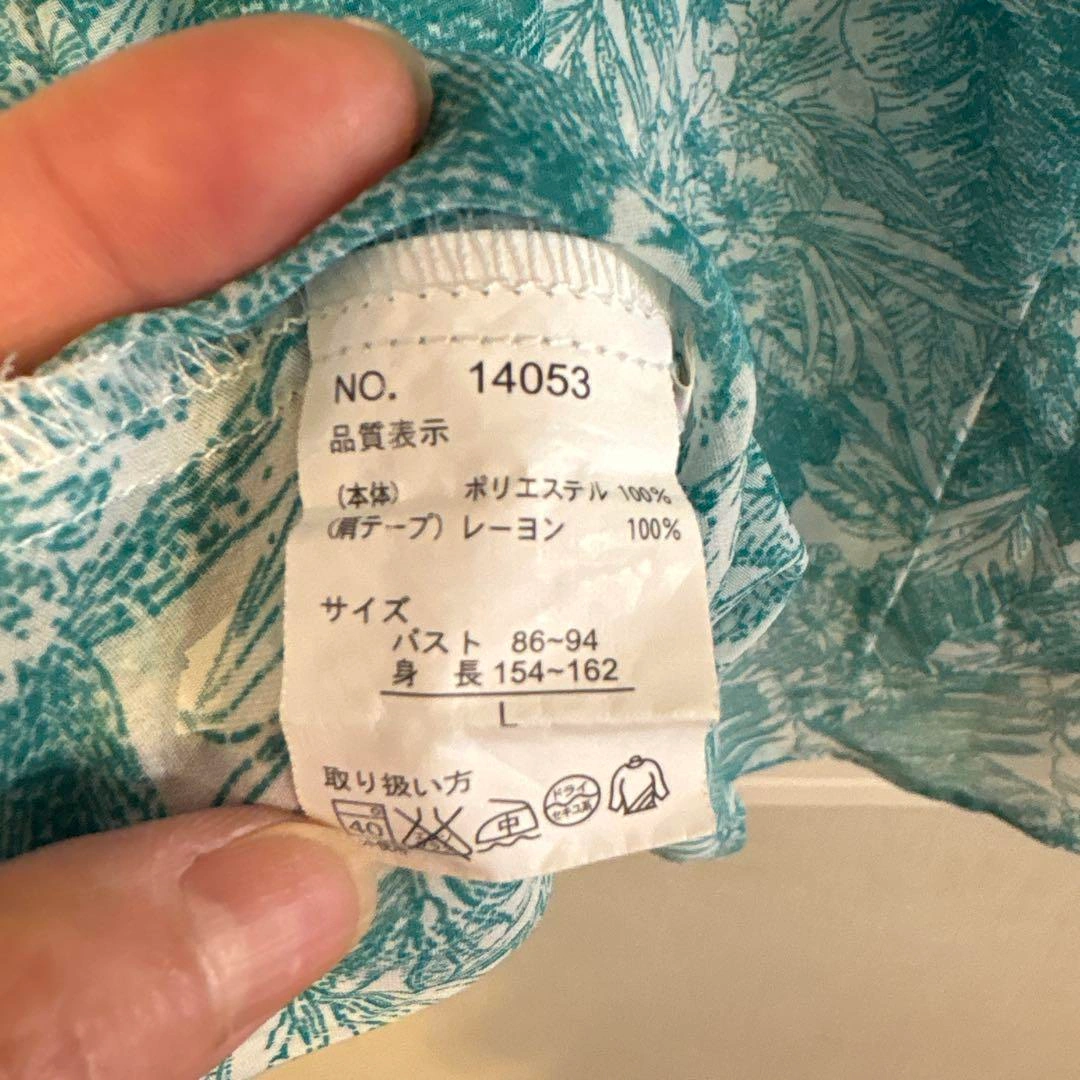 NO. 14053
品質表示
(本体) ポリエステル 100%
(肩テープ) レーヨン 100%
サイズ
バスト 86~94
身 長 154~162
L
取り扱い方
40 中 ドライ
セキユ系